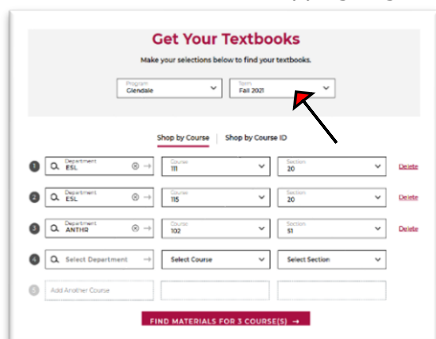 Get Your Textbooks
Make your selections below to find your textbooks.
Program Term
Glendale Fall 2021
Shop by Course | Shop by Course ID
1 Department ESL Course 111 Section 20 Delete
2 Department ESL Course 115 Section 20 Delete
3 Department ANTHR Course 102 Section 51 Delete
4 Select Department Select Course Select Section
5 Add Another Course
FIND MATERIALS FOR 3 COURSE(S) →